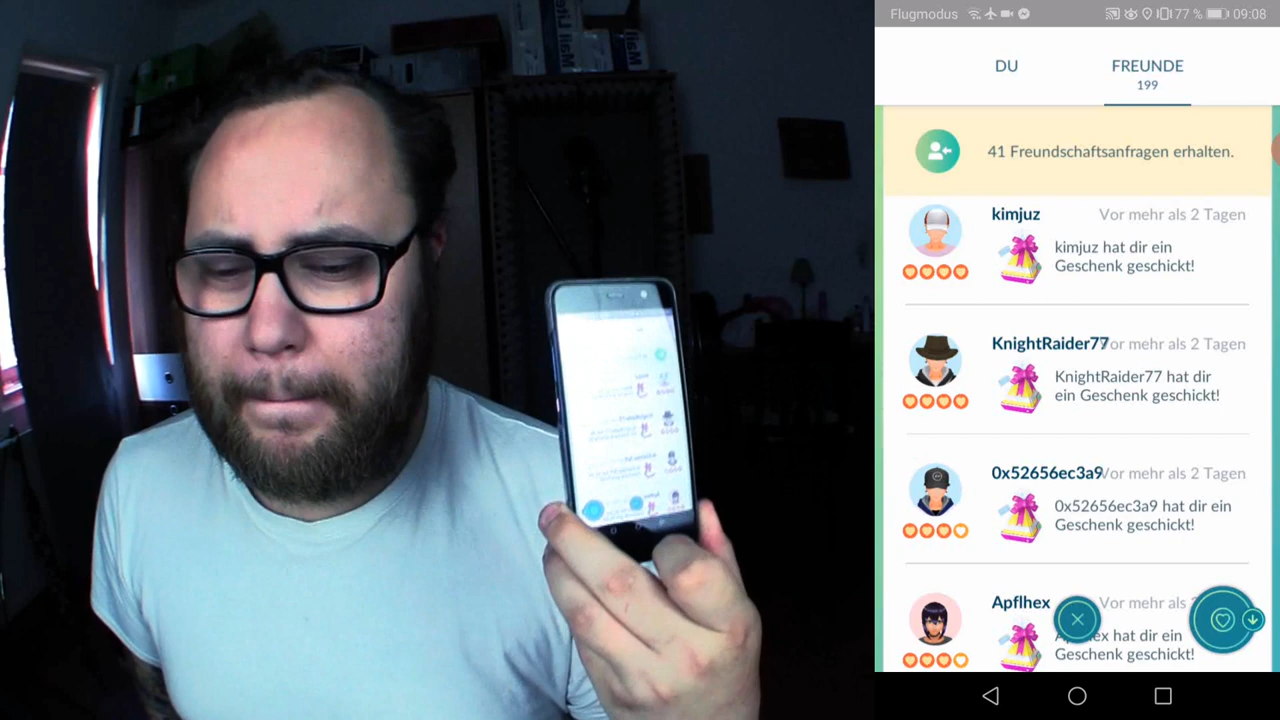 Flugmodus 77 % 09:08
DU
FREUNDE
199
41 Freundschaftsanfragen erhalten.
kimjuz Vor mehr als 2 Tagen
kimjuz hat dir ein
Geschenk geschickt!
KnightRaider77 or mehr als 2 Tagen
KnightRaider77 hat dir
ein Geschenk geschickt!
0x52656ec3a9 Vor mehr als 2 Tagen
0x52656ec3a9 hat dir ein
Geschenk geschickt!
Apflhex Vor mehr als
hat dir ein
Geschenk geschickt!